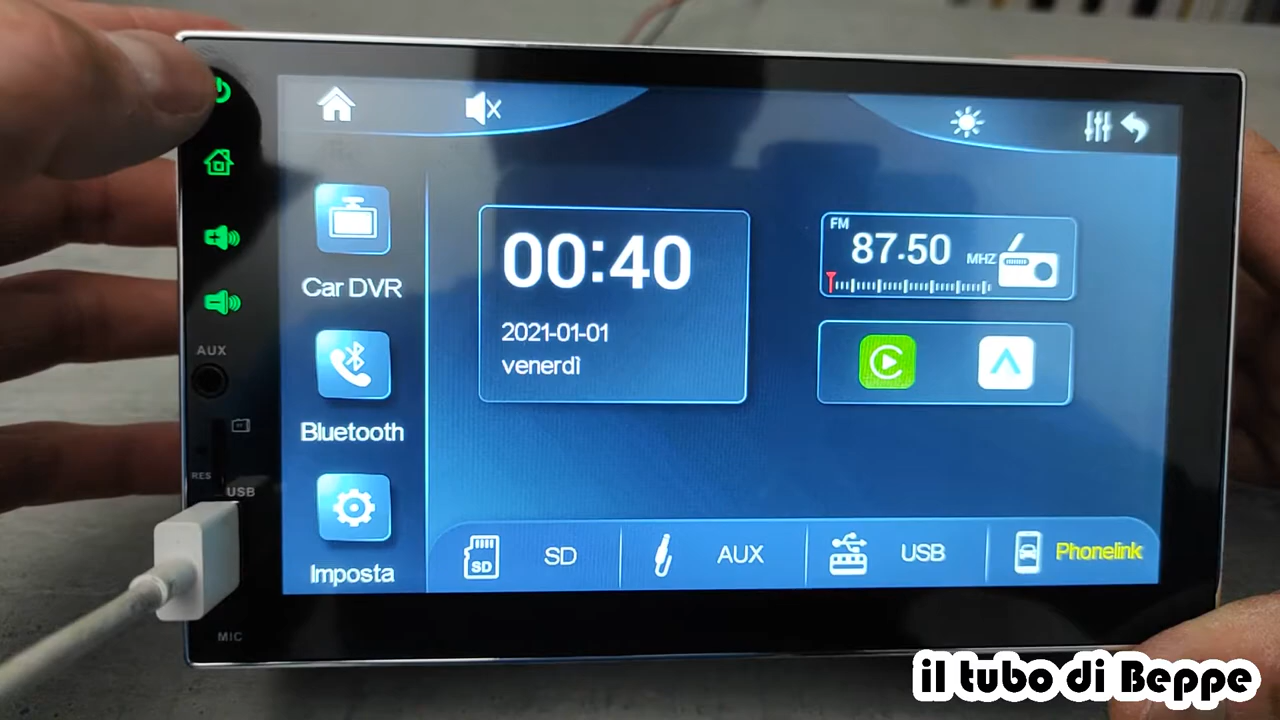 Car DVR
Bluetooth
Imposta
00:40
2021-01-01
venerdì
FM
87.50
MHZ
SD
SD
AUX
USB
Phonelink
AUX
RES
USB
MIC
il tubo di Beppe